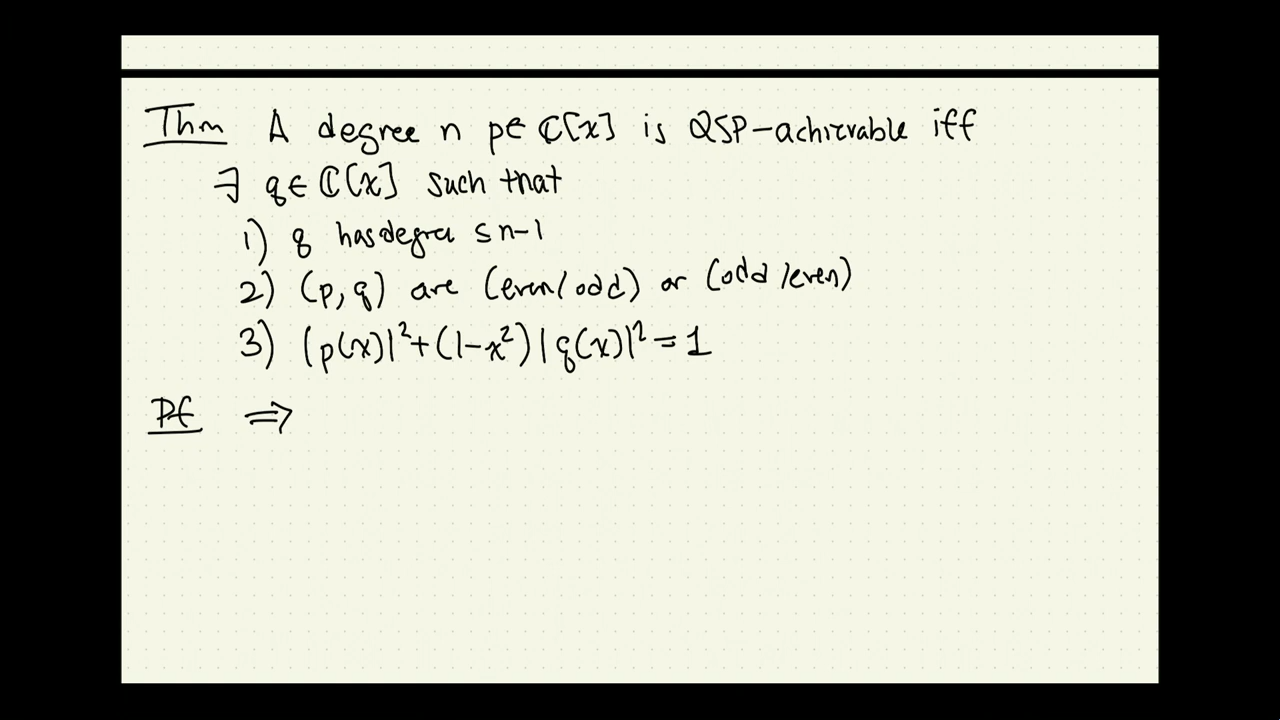 Thm A degree n p∈ ℂ[x] is QSP-achievable iff
∃ q∈ ℂ[x] such that
1) q has degree ≤ n-1
2) (p,q) are (even/odd) or (odd/even)
3) |p(x)|²+(1-x²)|q(x)|²=1
Pf ⇒